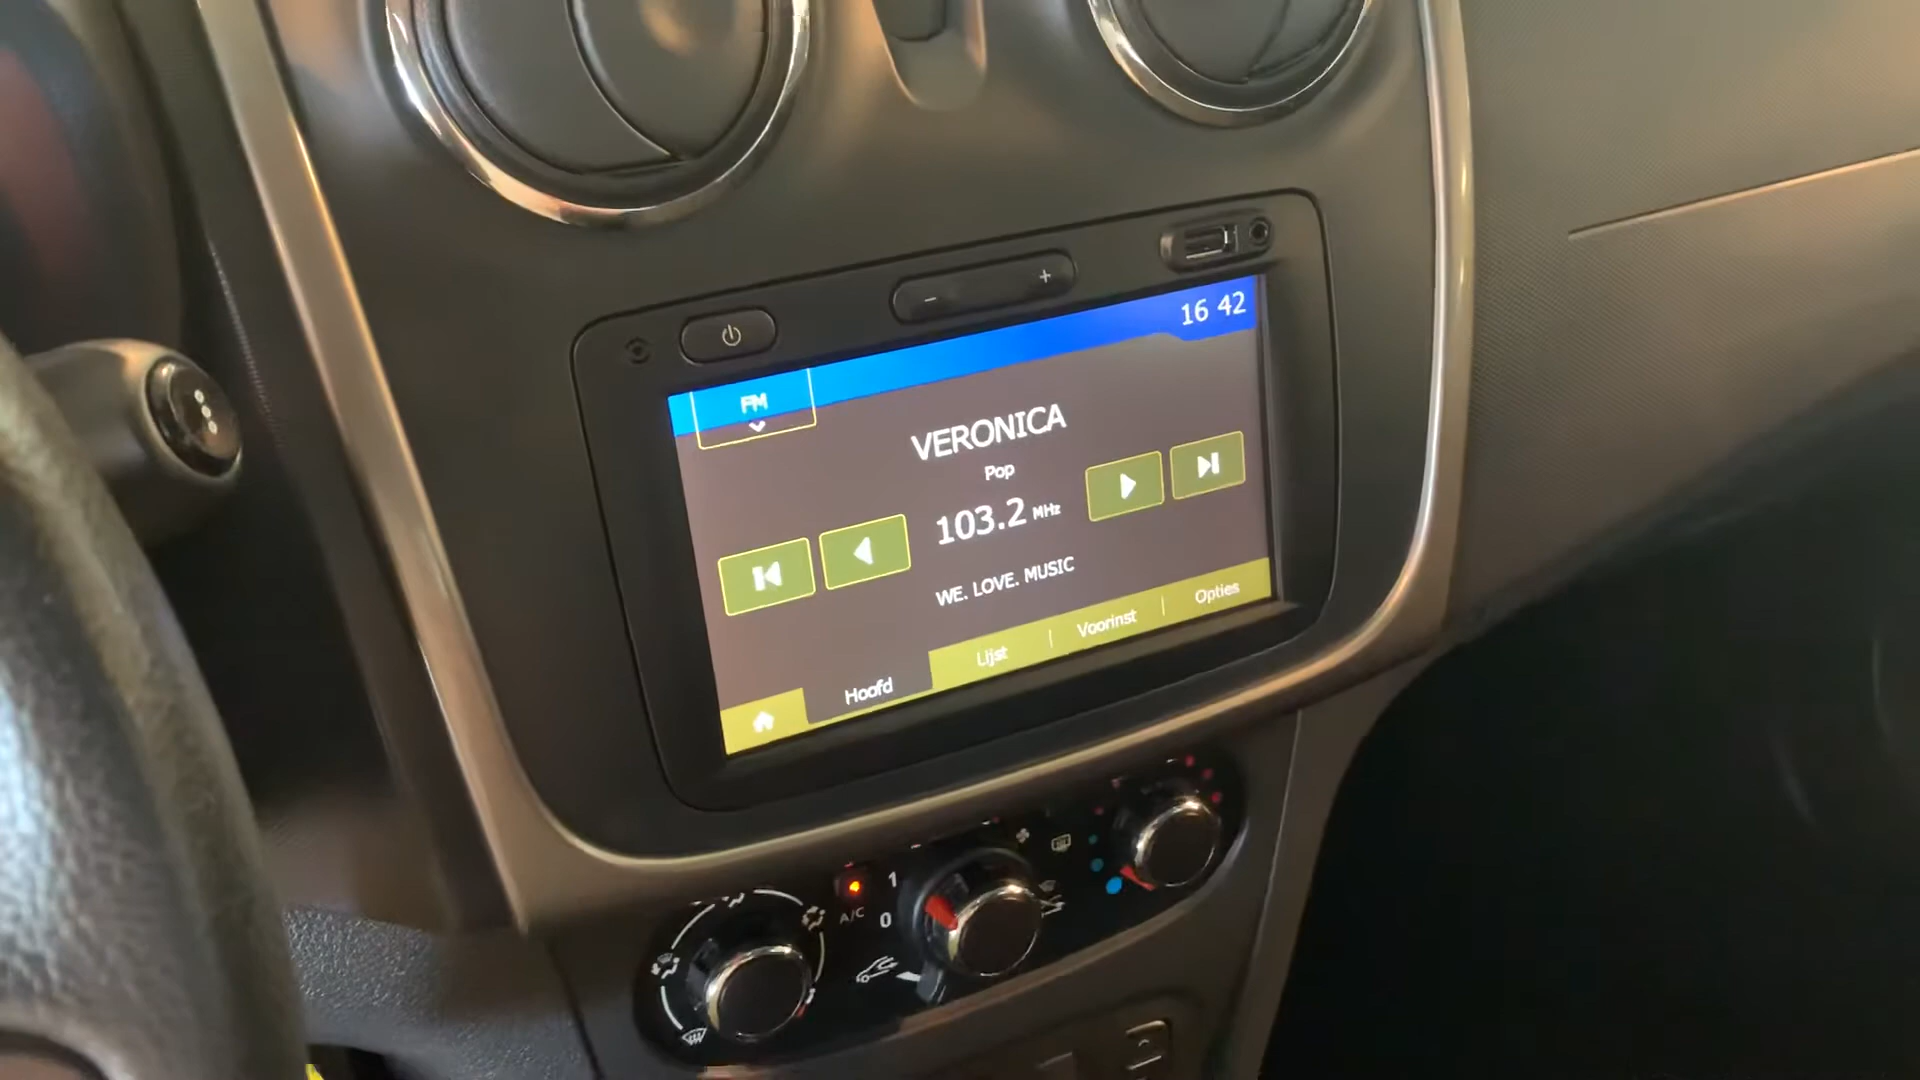 16 42
FM
VERONICA
Pop
103.2 MHz
WE. LOVE. MUSIC
Hoofd
Lijst
Voorinst
Opties
A/C
1
0